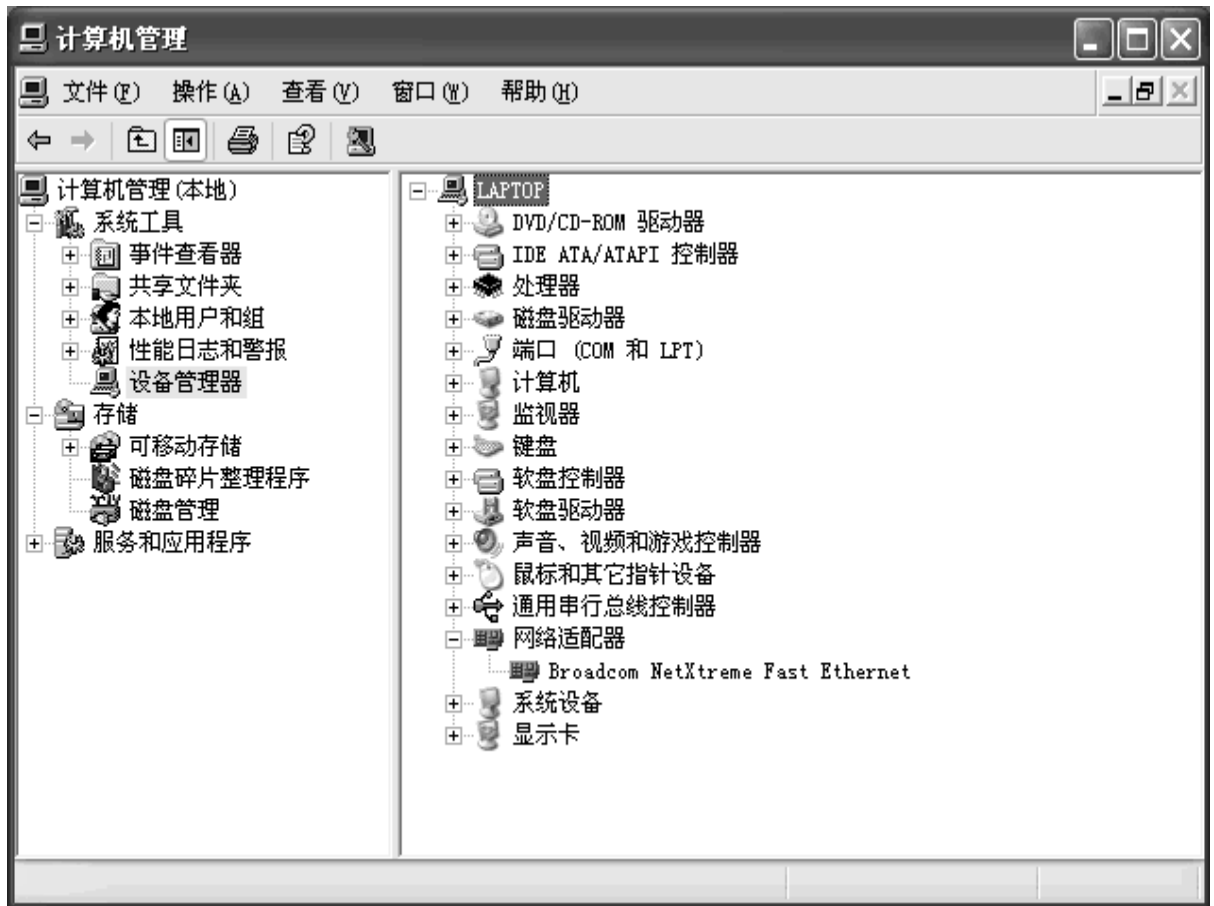 计算机管理
文件(F) 操作(A) 查看(V) 窗口(W) 帮助(H)
计算机管理(本地)
系统工具
事件查看器
共享文件夹
本地用户和组
性能日志和警报
设备管理器
存储
可移动存储
磁盘碎片整理程序
磁盘管理
服务和应用程序
LAPTOP
DVD/CD-ROM 驱动器
IDE ATA/ATAPI 控制器
处理器
磁盘驱动器
端口 (COM 和 LPT)
计算机
监视器
键盘
软盘控制器
软盘驱动器
声音、视频和游戏控制器
鼠标和其它指针设备
通用串行总线控制器
网络适配器
Broadcom NetXtreme Fast Ethernet
系统设备
显示卡